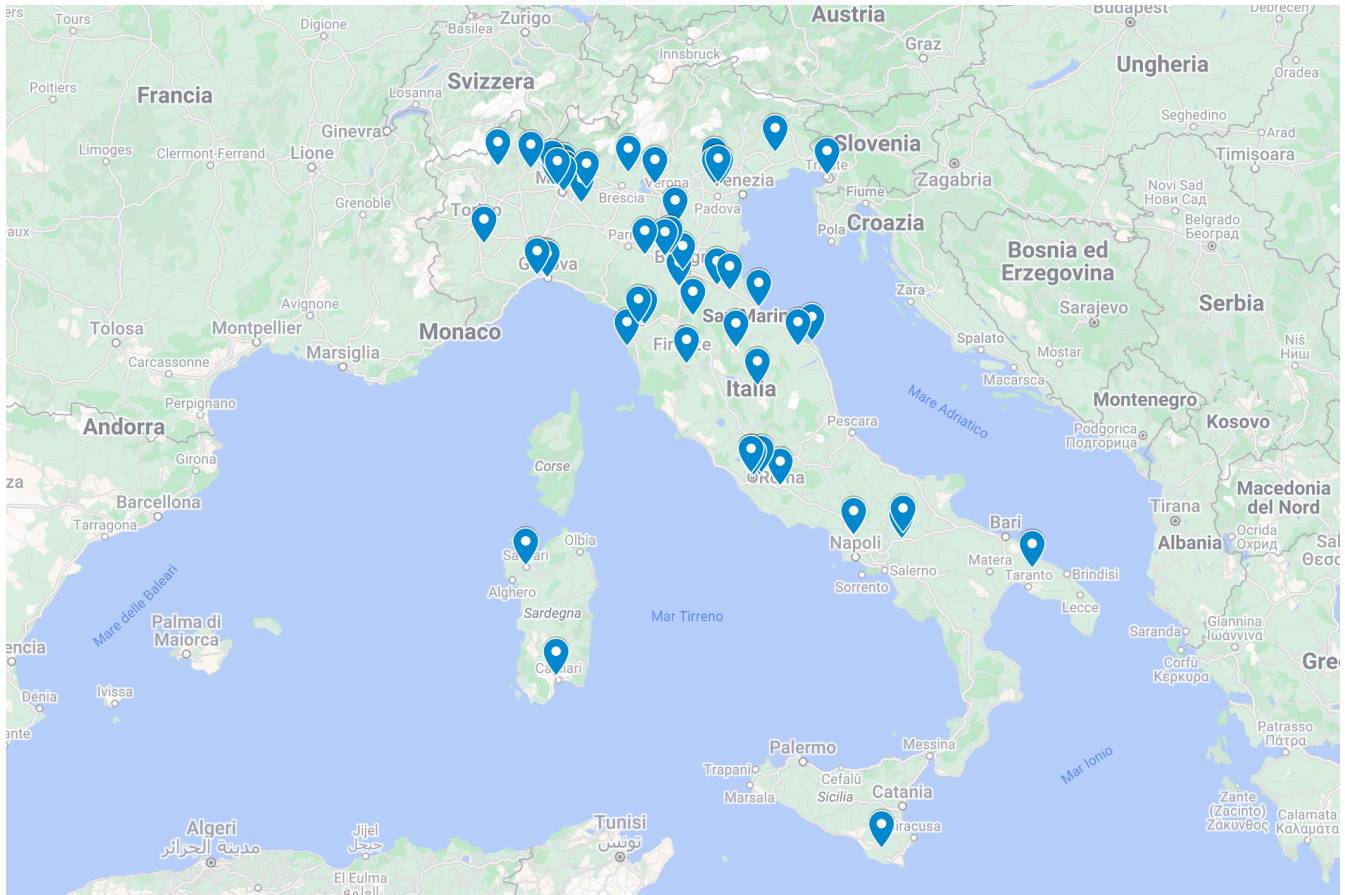 Austria
Budapest
Debrecen
Tours
Digione
Zurigo
Basilea
Innsbruck
Graz
Ungheria
Oradea
Poitiers
Francia
Svizzera
Losanna
Seghedino
Arad
Timișoara
Limoges
Clermont-Ferrand
Ginevra
Lione
Slovenia
Zagabria
Grenoble
Brescia
Verona
Venezia
Padova
Fiume
Novi Sad
Нови Сад
Belgrado
Београд
Pola
Croazia
Bosnia ed
Erzegovina
Avignone
Genova
Zara
Sarajevo
Serbia
Tolosa
Montpellier
Marsiglia
Monaco
San Marino
Spalato
Mostar
Niš
Ниш
Carcassonne
Firenze
Macarsca
Perpignano
Italia
Mare Adriatico
Montenegro
Kosovo
Andorra
Pescara
Podgorica
Подгорица
Girona
Corse
Roma
Macedonia
del Nord
Barcellona
Tarragona
Tirana
Bari
Albania
Ocrida
Охрид
Olbia
Sassari
Napoli
Salerno
Sorrento
Matera
Taranto
Brindisi
Lecce
Alghero
Sardegna
Mare delle Baleari
Mar Tirreno
Palma di
Maiorca
Saranda
Giannina
Ιωάννινα
Corfù
Κέρκυρα
Cagliari
Ivissa
Dénia
Patrasso
Πάτρα
Palermo
Messina
Mar Ionio
Trapani
Marsala
Cefalù
Sicilia
Catania
Siracusa
Zante
(Zacinto)
Ζάκυνθος
Calamata
Καλαμάτα
Algeri
مدينة الجزائر
Jijel
جيجل
Tunisi
تونس
El Eulma